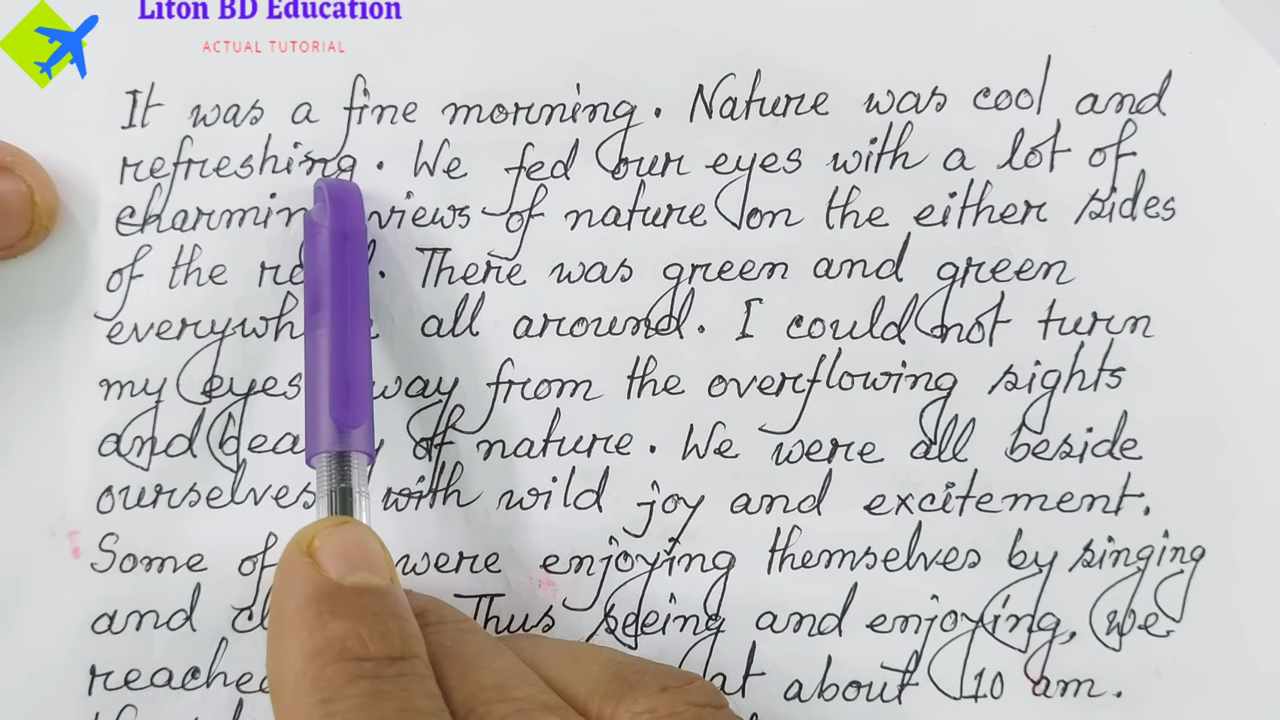 Liton BD Education
ACTUAL TUTORIAL
It was a fine morning. Nature was cool and
refreshing. We fed our eyes with a lot of
views of nature on the either sides
of the There was green and green
all around. I could not turn
my eyes from the overflowing sights
and of nature. We were all beside
ourselves with wild joy and excitement.
Some of were enjoying themselves by singing
and Thus seeing and enjoying, we
at about 10 am.